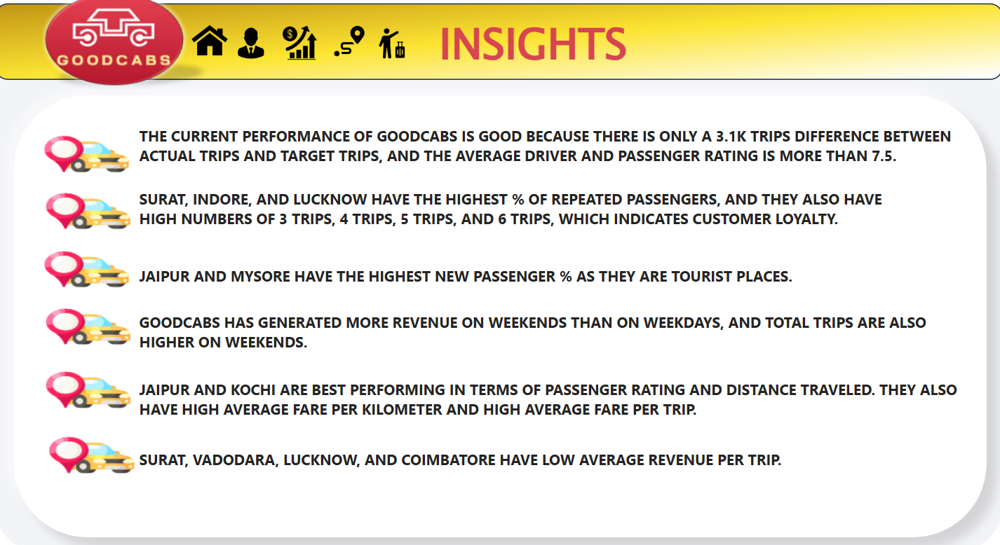 GOODCABS
INSIGHTS
THE CURRENT PERFORMANCE OF GOODCABS IS GOOD BECAUSE THERE IS ONLY A 3.1K TRIPS DIFFERENCE BETWEEN
ACTUAL TRIPS AND TARGET TRIPS, AND THE AVERAGE DRIVER AND PASSENGER RATING IS MORE THAN 7.5.
SURAT, INDORE, AND LUCKNOW HAVE THE HIGHEST % OF REPEATED PASSENGERS, AND THEY ALSO HAVE
HIGH NUMBERS OF 3 TRIPS, 4 TRIPS, 5 TRIPS, AND 6 TRIPS, WHICH INDICATES CUSTOMER LOYALTY.
JAIPUR AND MYSORE HAVE THE HIGHEST NEW PASSENGER % AS THEY ARE TOURIST PLACES.
GOODCABS HAS GENERATED MORE REVENUE ON WEEKENDS THAN ON WEEKDAYS, AND TOTAL TRIPS ARE ALSO
HIGHER ON WEEKENDS.
JAIPUR AND KOCHI ARE BEST PERFORMING IN TERMS OF PASSENGER RATING AND DISTANCE TRAVELED. THEY ALSO
HAVE HIGH AVERAGE FARE PER KILOMETER AND HIGH AVERAGE FARE PER TRIP.
SURAT, VADODARA, LUCKNOW, AND COIMBATORE HAVE LOW AVERAGE REVENUE PER TRIP.